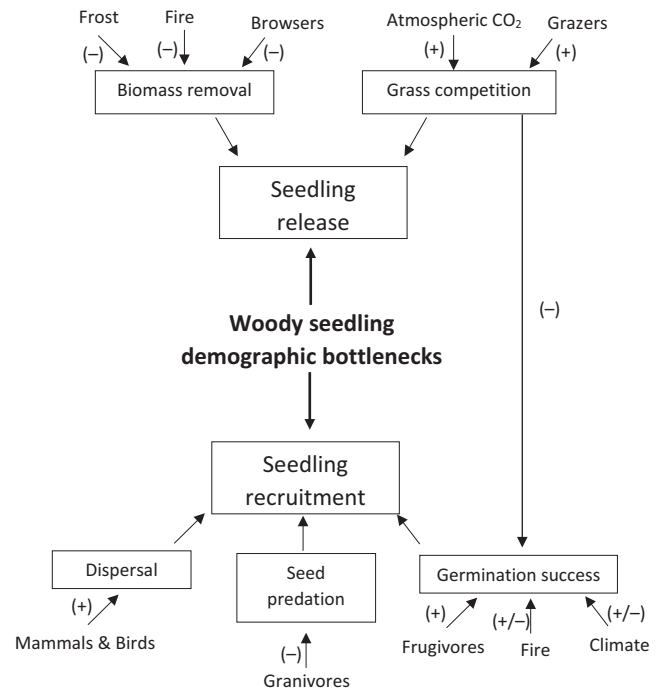 Frost
Fire
Browsers
Atmospheric CO₂
Grazers
(–)
(–)
(–)
(+)
(+)
Biomass removal
Grass competition
Seedling
release
(–)
Woody seedling
demographic bottlenecks
Seedling
recruitment
Dispersal
Seed
predation
Germination success
(+)
(–)
(+)
(+/–)
(+/–)
Mammals & Birds
Granivores
Frugivores
Fire
Climate